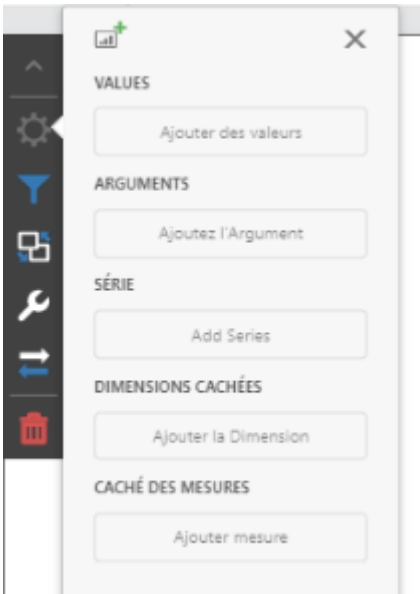 VALUES
Ajouter des valeurs
ARGUMENTS
Ajoutez l'Argument
SÉRIE
Add Series
DIMENSIONS CACHÉES
Ajouter la Dimension
CACHÉ DES MESURES
Ajouter mesure